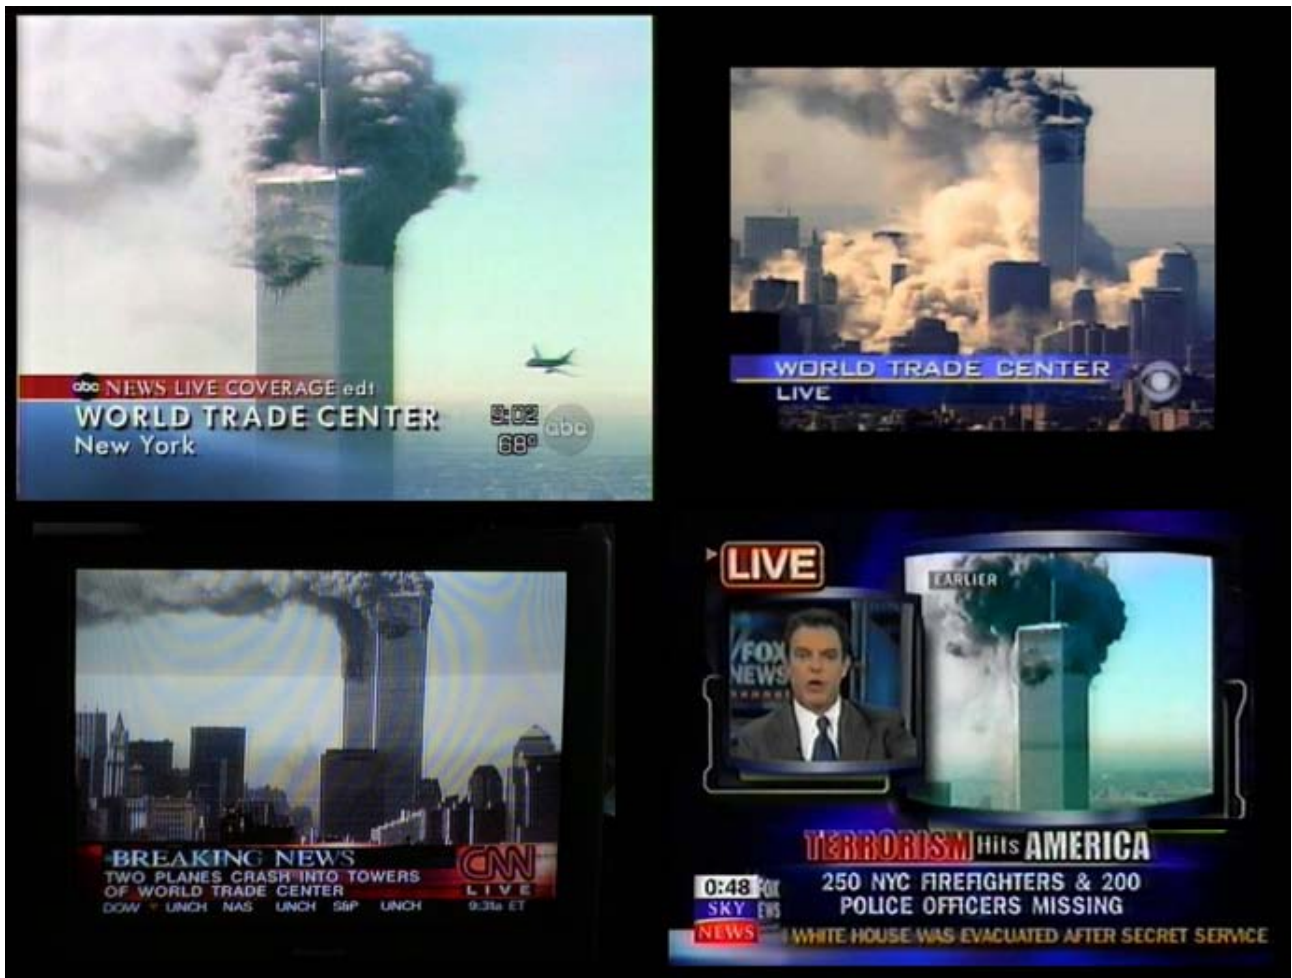 abc NEWS LIVE COVERAGE edt
WORLD TRADE CENTER
New York
9:02
68°
abc
WORLD TRADE CENTER
LIVE
BREAKING NEWS
TWO PLANES CRASH INTO TOWERS
OF WORLD TRADE CENTER
CNN
LIVE
DOW UNCH NAS UNCH S&P UNCH 9:31a ET
LIVE
EARLIER
FOX
NEWS
channel
TERRORISM Hits AMERICA
250 NYC FIREFIGHTERS & 200
POLICE OFFICERS MISSING
0:48
SKY
NEWS
WHITE HOUSE WAS EVACUATED AFTER SECRET SERVICE